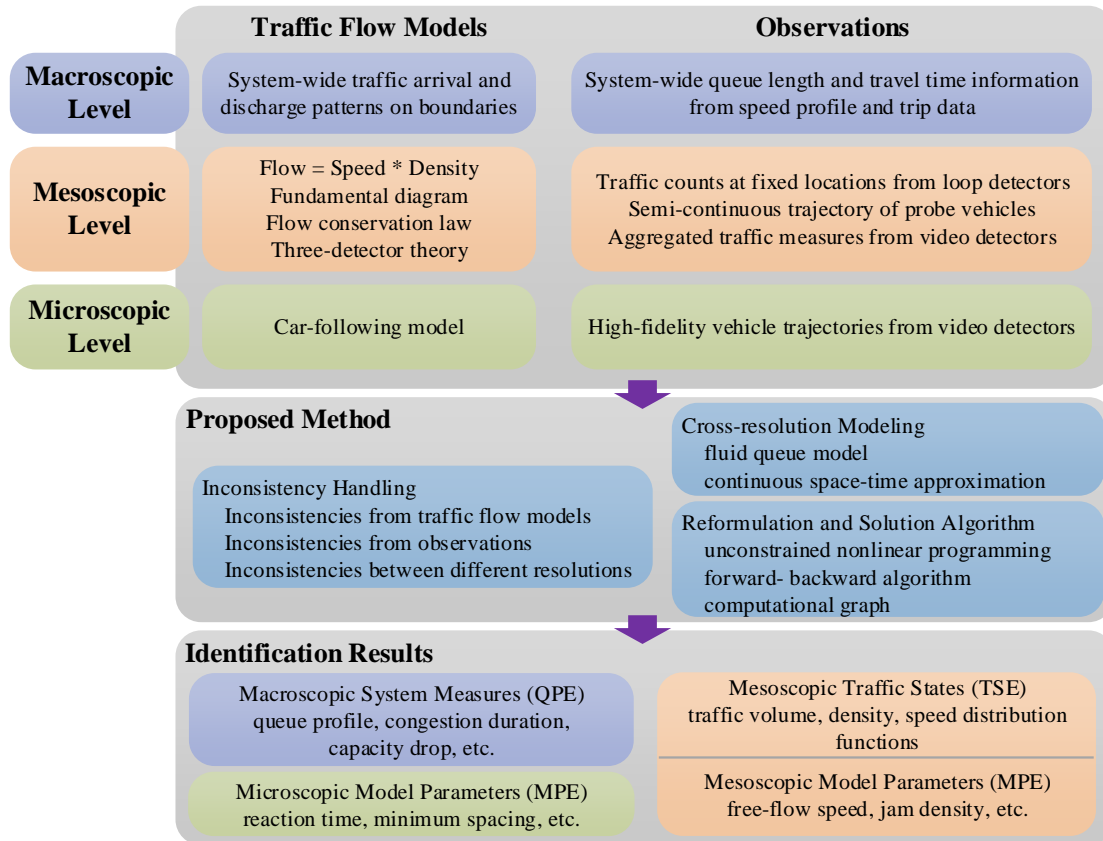 Traffic Flow Models
Observations
Macroscopic
Level
System-wide traffic arrival and
discharge patterns on boundaries
System-wide queue length and travel time information
from speed profile and trip data
Mesoscopic
Level
Flow = Speed * Density
Fundamental diagram
Flow conservation law
Three-detector theory
Traffic counts at fixed locations from loop detectors
Semi-continuous trajectory of probe vehicles
Aggregated traffic measures from video detectors
Microscopic
Level
Car-following model
High-fidelity vehicle trajectories from video detectors
Proposed Method
Inconsistency Handling
Inconsistencies from traffic flow models
Inconsistencies from observations
Inconsistencies between different resolutions
Cross-resolution Modeling
fluid queue model
continuous space-time approximation
Reformulation and Solution Algorithm
unconstrained nonlinear programming
forward- backward algorithm
computational graph
Identification Results
Macroscopic System Measures (QPE)
queue profile, congestion duration,
capacity drop, etc.
Microscopic Model Parameters (MPE)
reaction time, minimum spacing, etc.
Mesoscopic Traffic States (TSE)
traffic volume, density, speed distribution
functions
Mesoscopic Model Parameters (MPE)
free-flow speed, jam density, etc.